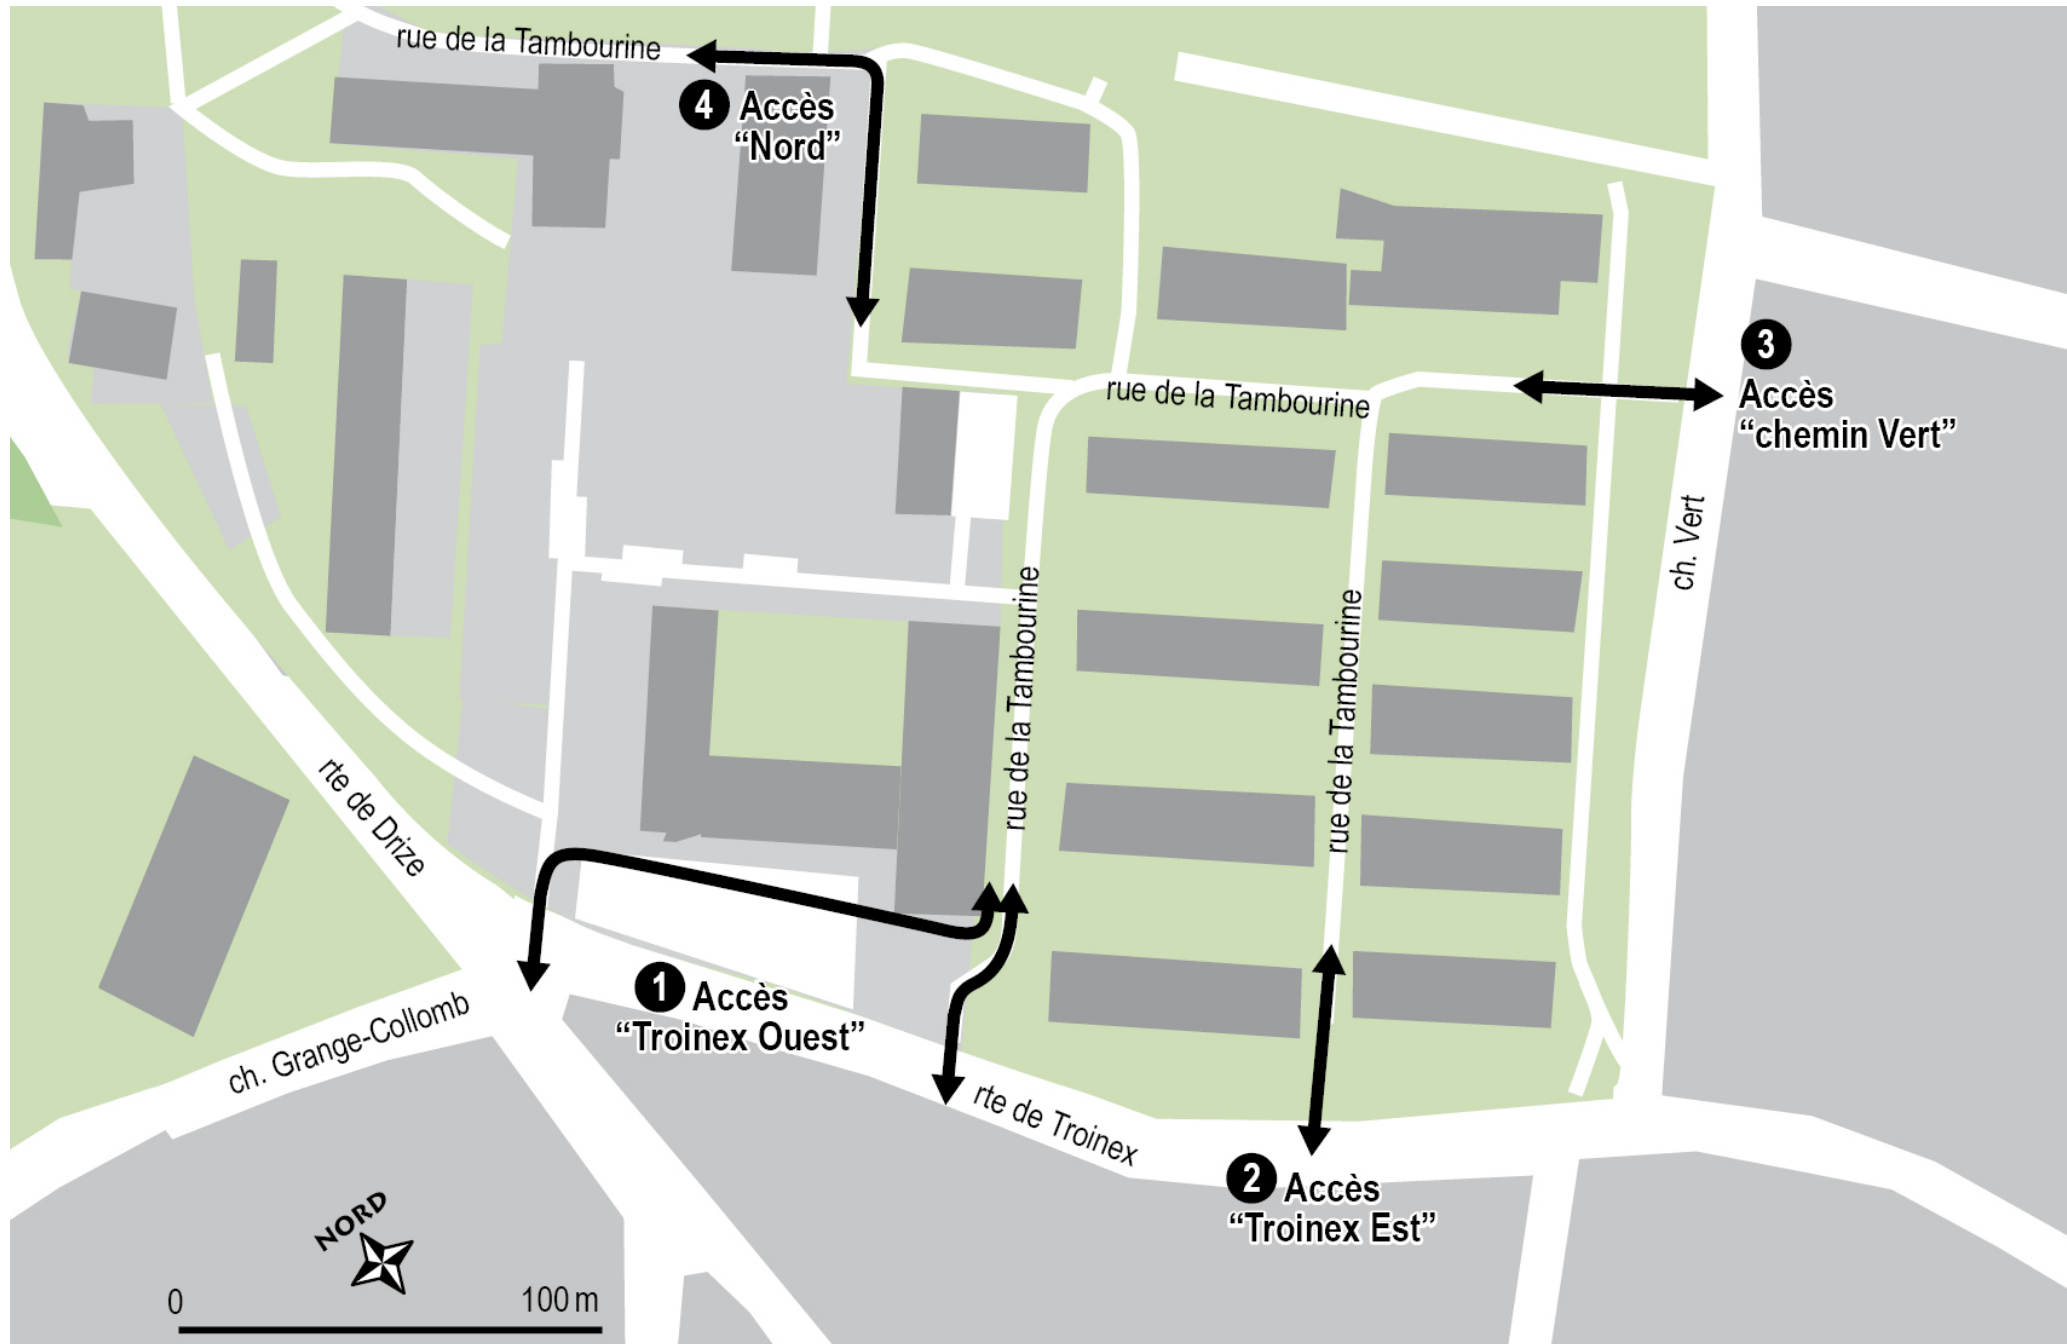 rue de la Tambourine
4 Accès
“Nord”
3
Accès
“chemin Vert”
rue de la Tambourine
ch. Vert
rue de la Tambourine
rue de la Tambourine
rte de Drize
1 Accès
“Troinex Ouest”
ch. Grange-Collomb
rte de Troinex
2 Accès
“Troinex Est”
NORD
0 100 m